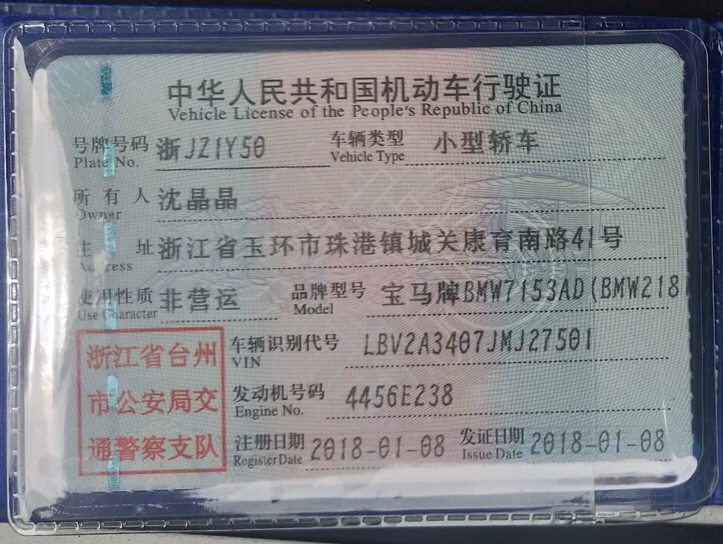 中华人民共和国机动车行驶证
Vehicle License of the People's Republic of China
号牌号码 浙JZ1Y50 车辆类型 小型轿车
Plate No. Vehicle Type
所有人 沈晶晶
Owner
住址 浙江省玉环市珠港镇城关康育南路41号
Address
使用性质 非营运 品牌型号 宝马牌BMW7153AD(BMW218
Use Character Model
浙江省台州 车辆识别代号 LBV2A3407JMJ27501
VIN
市公安局交 发动机号码 4456E238
Engine No.
通警察支队 注册日期 2018-01-08 发证日期 2018-01-08
Register Date Issue Date